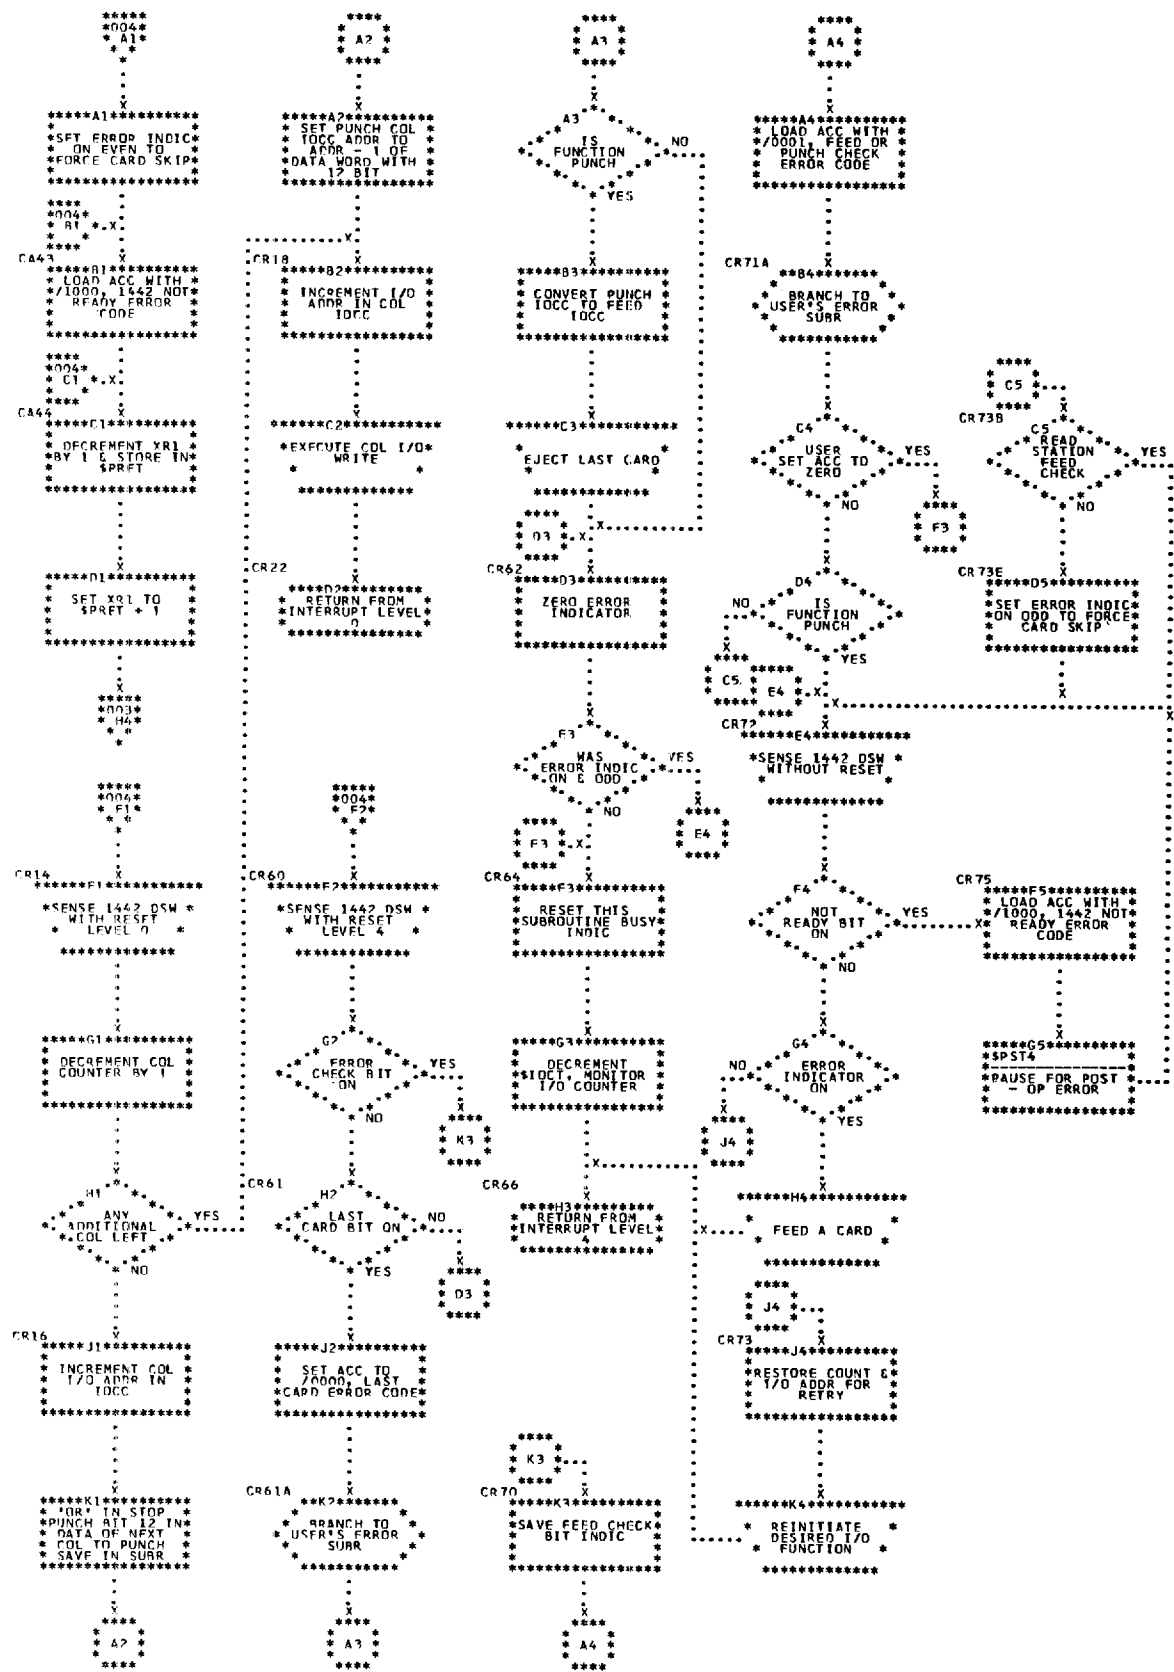 004
A1
A1
SET ERROR INDIC
ON EVEN TO
FORCE CARD SKIP
004
B1
CA43
B1
LOAD ACC WITH
/1000, 1442 NOT
READY ERROR
CODE
004
C1
CA44
C1
DECREMENT XR1
BY 1 & STORE IN
$PRET
D1
SET XR1 TO
$PRET + 1
003
H4
004
F1
CR14
F1
SENSE 1442 DSW
WITH RESET
LEVEL 0
G1
DECREMENT COL
COUNTER BY 1
H1
ANY
ADDITIONAL
COL LEFT
YES
NO
CR16
J1
INCREMENT COL
I/O ADDR IN
IOCC
K1
'OR' IN STOP
PUNCH BIT 12 IN
DATA OF NEXT
COL TO PUNCH
SAVE IN SUBR
A2
A2
A2
SET PUNCH COL
IOCC ADDR TO
ADDR - 1 OF
DATA WORD WITH
12 BIT
CR18
B2
INCREMENT I/O
ADDR IN COL
IOCC
C2
EXECUTE COL I/O
WRITE
CR22
D2
RETURN FROM
INTERRUPT LEVEL
0
004
F2
CR60
F2
SENSE 1442 DSW
WITH RESET
LEVEL 4
G2
ERROR
CHECK BIT
ON
YES
NO
K3
CR61
H2
LAST
CARD BIT ON
NO
YES
D3
J2
SET ACC TO
/0000, LAST
CARD ERROR CODE
CR61A
K2
BRANCH TO
USER'S ERROR
SUBR
A3
A3
A3
IS
FUNCTION
PUNCH
NO
YES
B3
CONVERT PUNCH
IOCC TO FEED
IOCC
C3
EJECT LAST CARD
D3
CR62
D3
ZERO ERROR
INDICATOR
E3
WAS
ERROR INDIC
ON & ODD
YES
NO
E4
F3
CR64
F3
RESET THIS
SUBROUTINE BUSY
INDIC
G3
DECREMENT
$IOCT, MONITOR
I/O COUNTER
CR66
H3
RETURN FROM
INTERRUPT LEVEL
4
K3
CR70
K3
SAVE FEED CHECK
BIT INDIC
A4
A4
A4
LOAD ACC WITH
/0001, FEED OR
PUNCH CHECK
ERROR CODE
CR71A
B4
BRANCH TO
USER'S ERROR
SUBR
C4
USER
SET ACC TO
ZERO
YES
NO
F3
D4
IS
FUNCTION
PUNCH
NO
YES
C5
E4
CR72
E4
SENSE 1442 DSW
WITHOUT RESET
F4
NOT
READY BIT
ON
YES
NO
G4
ERROR
INDICATOR
ON
NO
YES
J4
H4
FEED A CARD
J4
CR73
J4
RESTORE COUNT &
I/O ADDR FOR
RETRY
K4
REINITIATE
DESIRED I/O
FUNCTION
C5
CR73B
C5
READ
STATION
FEED
CHECK
YES
NO
CR73E
D5
SET ERROR INDIC
ON ODD TO FORCE
CARD SKIP
CR75
F5
LOAD ACC WITH
/1000, 1442 NOT
READY ERROR
CODE
G5
$PST4
PAUSE FOR POST
- OP ERROR